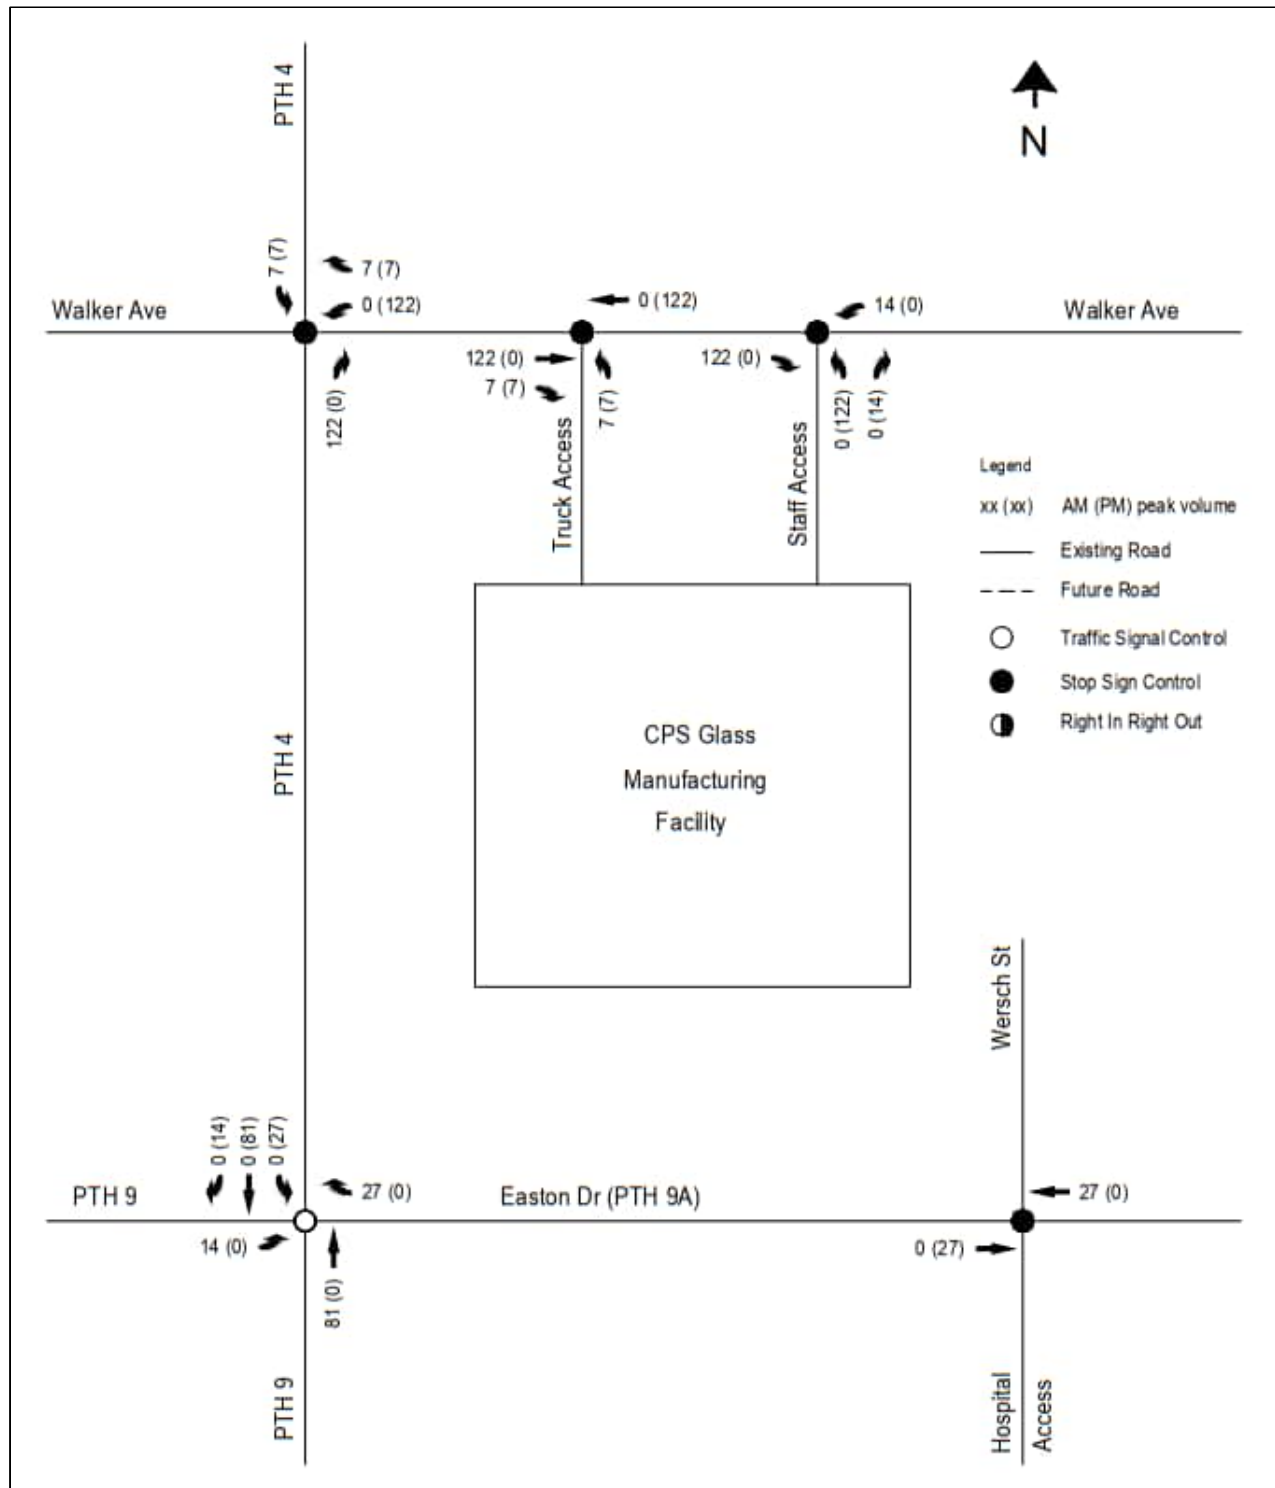 PTH 4
N
7 (7)
7 (7)
0 (122)
Walker Ave
122 (0)
0 (122)
122 (0)
7 (7)
7 (7)
Truck Access
14 (0)
Walker Ave
122 (0)
0 (122)
0 (14)
Staff Access
Legend
xx (xx) AM (PM) peak volume
Existing Road
Future Road
Traffic Signal Control
Stop Sign Control
Right In Right Out
PTH 4
CPS Glass
Manufacturing
Facility
Wersch St
0 (14)
0 (81)
0 (27)
PTH 9
27 (0)
Easton Dr (PTH 9A)
27 (0)
14 (0)
81 (0)
0 (27)
PTH 9
Hospital
Access